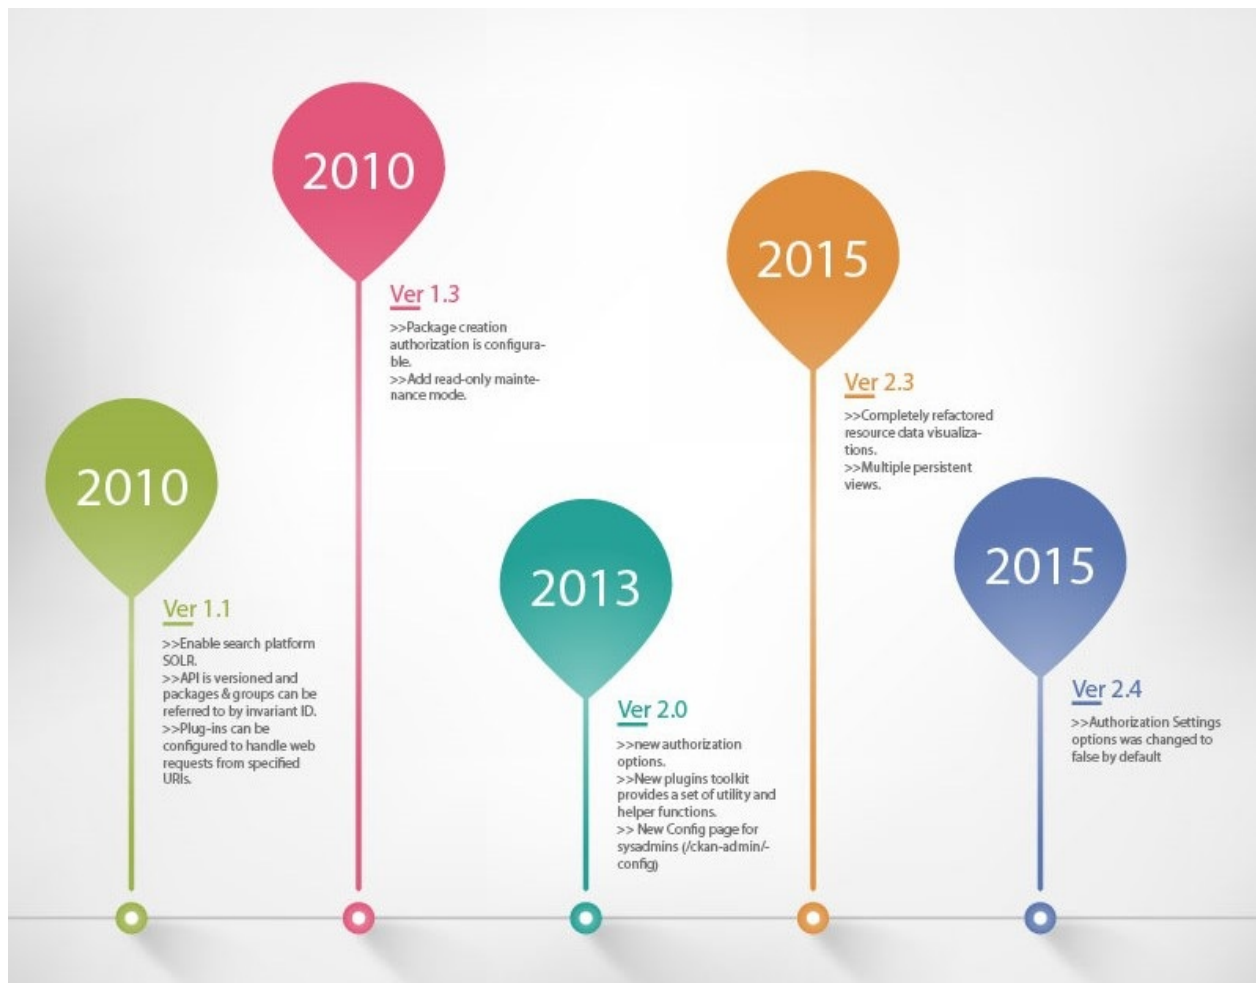 2010
Ver 1.1
>>Enable search platform
SOLR.
>>API is versioned and
packages & groups can be
referred to by invariant ID.
>>Plug-ins can be
configured to handle web
requests from specified
URIs.
2010
Ver 1.3
>>Package creation
authorization is configura-
ble.
>>Add read-only mainte-
nance mode.
2013
Ver 2.0
>>new authorization
options.
>>New plugins toolkit
provides a set of utility and
helper functions.
>> New Config page for
sysadmins (/ckan-admin/-
config)
2015
Ver 2.3
>>Completely refactored
resource data visualiza-
tions.
>>Multiple persistent
views.
2015
Ver 2.4
>>Authorization Settings
options was changed to
false by default